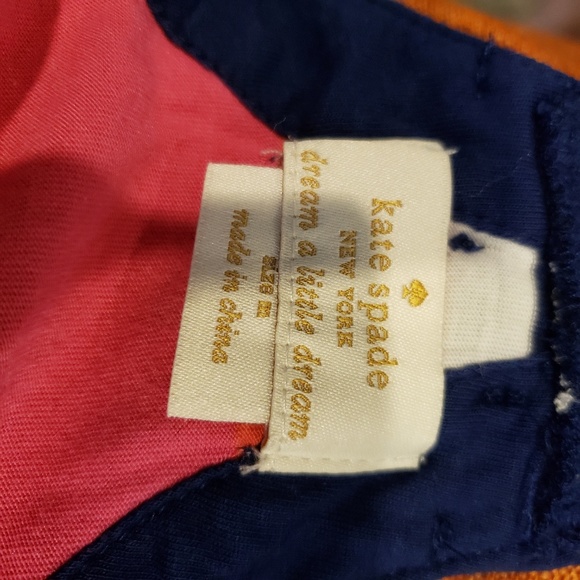 kate spade
NEW YORK
dream a little dream
made in china